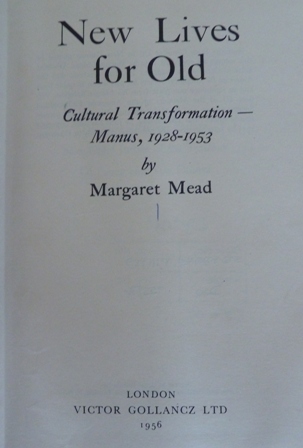 New Lives
for Old
Cultural Transformation —
Manus, 1928-1953
by
Margaret Mead
LONDON
VICTOR GOLLANCZ LTD
1956